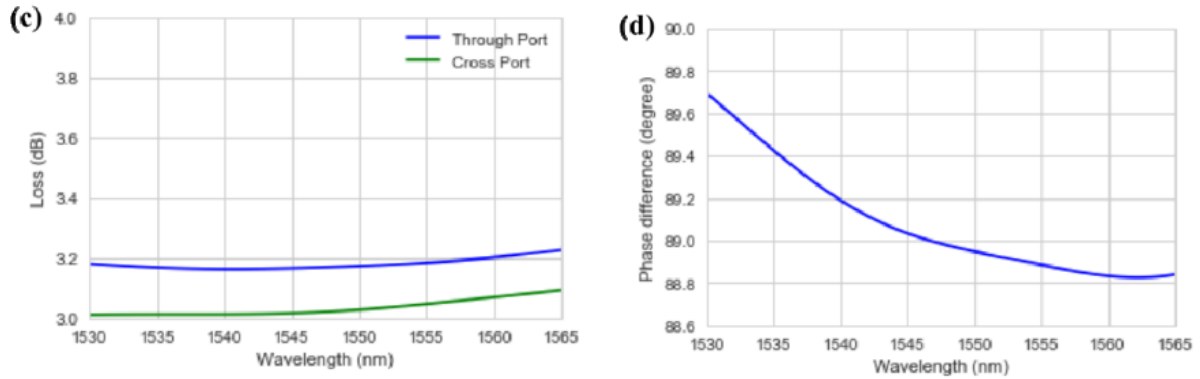 (c)
4.0
3.8
3.6
3.4
3.2
3.0
Loss (dB)
Through Port
Cross Port
1530 1535 1540 1545 1550 1555 1560 1565
Wavelength (nm)
(d)
90.0
89.8
89.6
89.4
89.2
89.0
88.8
88.6
Phase difference (degree)
1530 1535 1540 1545 1550 1555 1560 1565
Wavelength (nm)